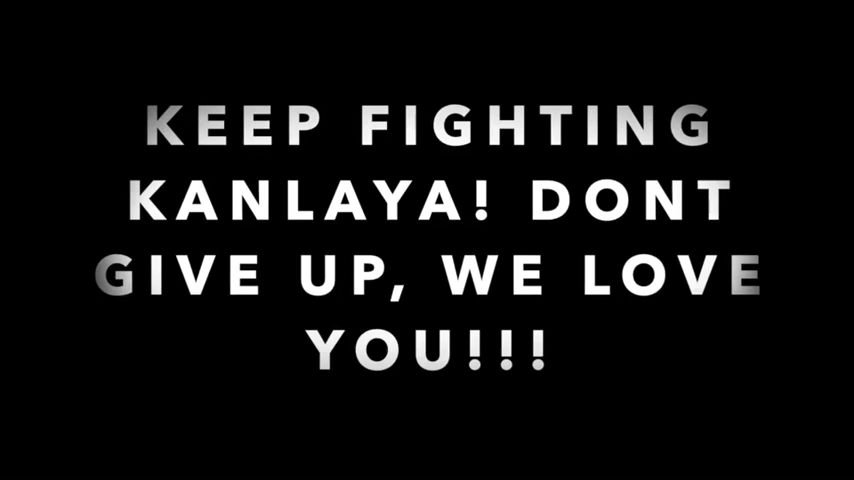 KEEP FIGHTING
KANLAYA! DONT
GIVE UP, WE LOVE
YOU!!!